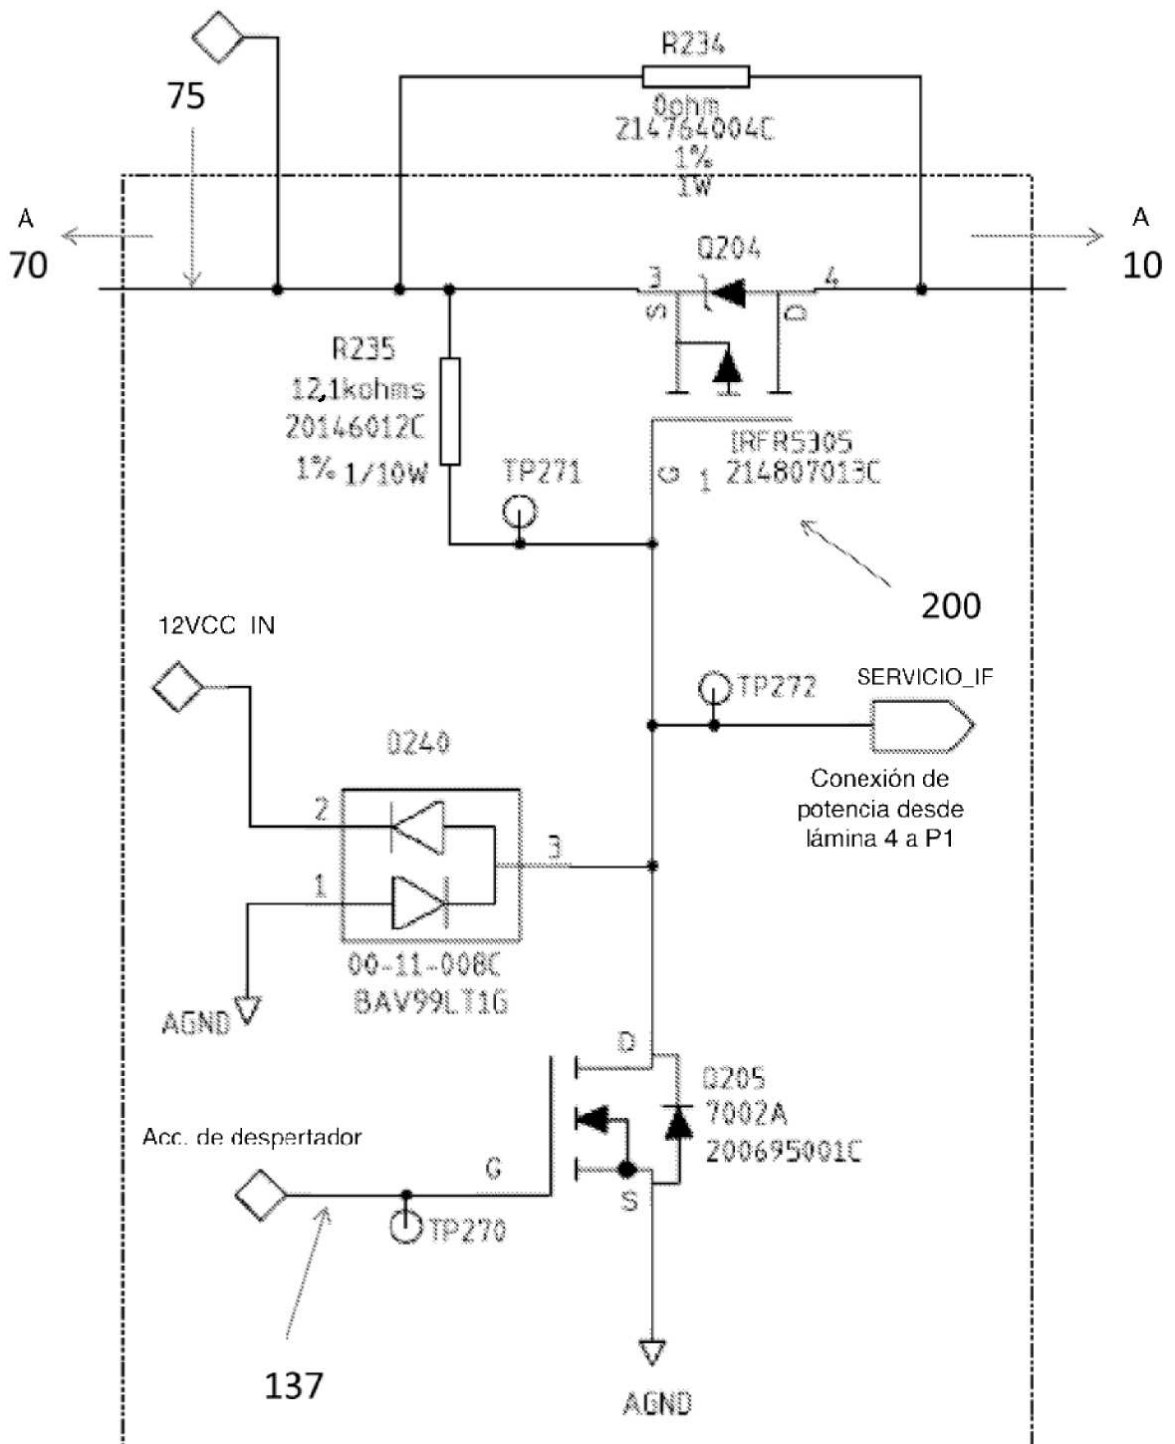 R234
75
0ohm
214764004C
1%
1W
A
70
A
10
Q204
3
4
S
D
R235
12,1kohms
20146012C
1% 1/10W
TP271
IRFR5305
G 1 214807013C
200
12VCC IN
TP272
SERVICIO_IF
D240
Conexión de
potencia desde
lámina 4 a P1
2
3
1
00-11-008C
BAV99LT1G
AGND
D
Q205
7002A
200695001C
Acc. de despertador
G
S
TP270
137
AGND